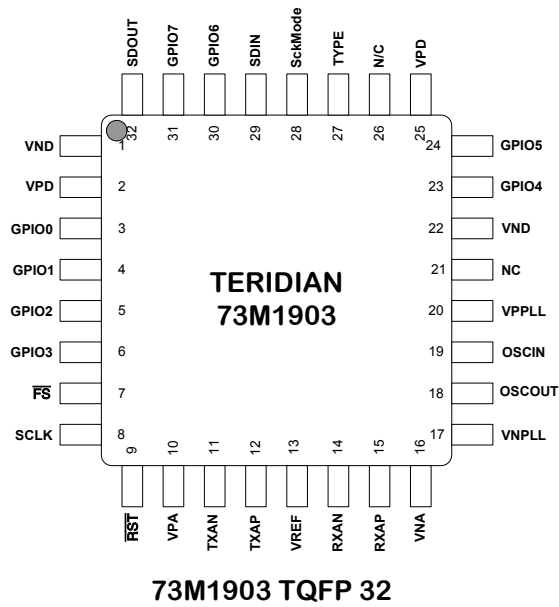 SDOUT
GPIO7
GPIO6
SDIN
SckMode
TYPE
N/C
VPD
32
31
30
29
28
27
26
25
VND 1
VPD 2
GPIO0 3
GPIO1 4
GPIO2 5
GPIO3 6
FS 7
SCLK 8
TERIDIAN
73M1903
24 GPIO5
23 GPIO4
22 VND
21 NC
20 VPPLL
19 OSCIN
18 OSCOUT
17 VNPLL
9
10
11
12
13
14
15
16
RST
VPA
TXAN
TXAP
VREF
RXAN
RXAP
VNA
73M1903 TQFP 32